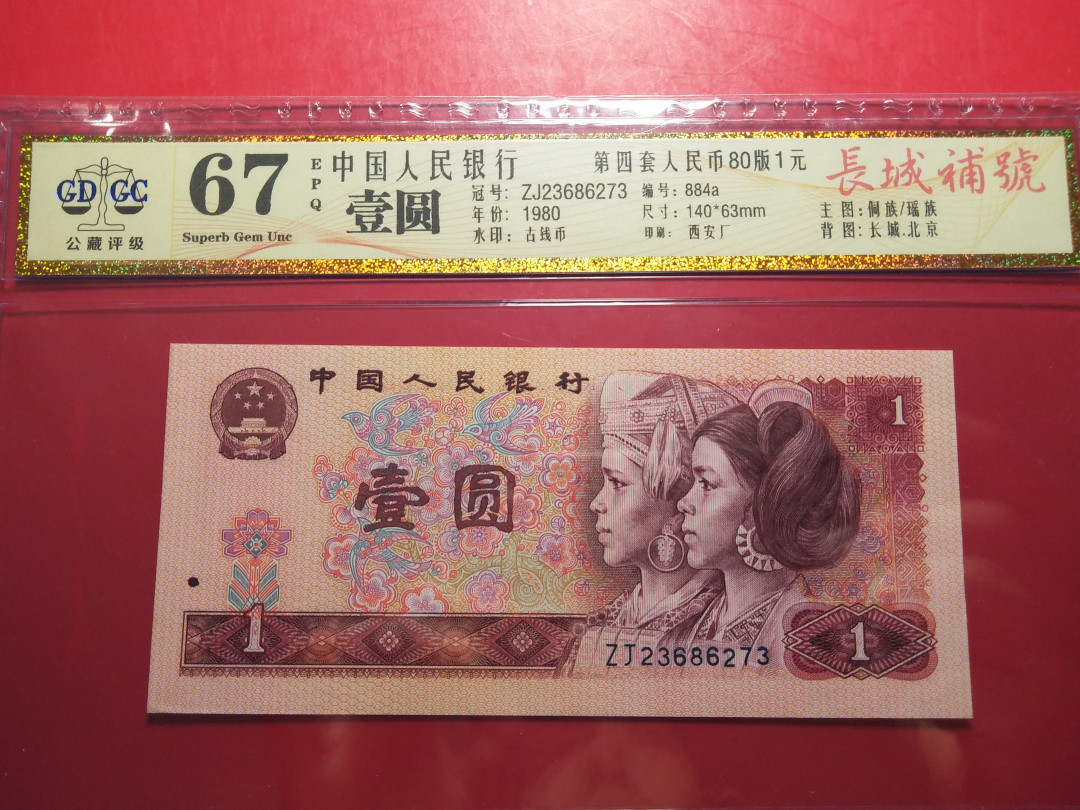 GD GC
公藏评级
67
EPQ
Superb Gem Unc
中国人民银行
壹圆
第四套人民币80版1元
冠号: ZJ23686273 编号: 884a
年份: 1980 尺寸: 140*63mm
水印: 古钱币 印刷: 西安厂
主图: 侗族/瑶族
背图: 长城.北京
長城補號
中国人民银行
1
壹圆
1
ZJ23686273
1